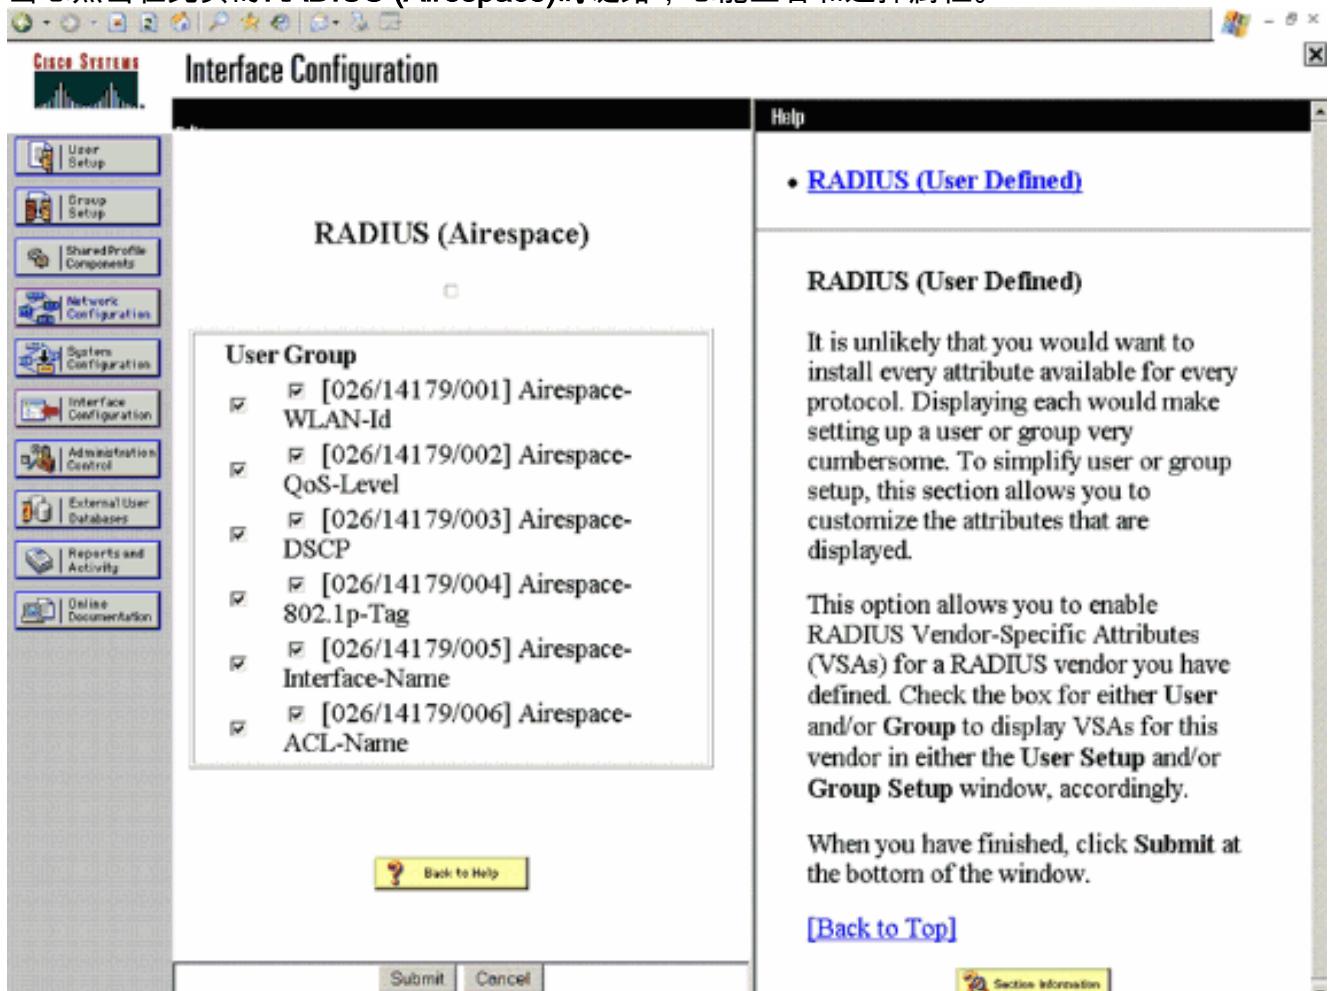 CISCO SYSTEMS
Interface Configuration
User
Setup
Group
Setup
Shared Profile
Components
Network
Configuration
System
Configuration
Interface
Configuration
Administration
Control
External User
Databases
Reports and
Activity
Online
Documentation
RADIUS (Airespace)
User Group
[026/14179/001] Airespace-
WLAN-Id
[026/14179/002] Airespace-
QoS-Level
[026/14179/003] Airespace-
DSCP
[026/14179/004] Airespace-
802.1p-Tag
[026/14179/005] Airespace-
Interface-Name
[026/14179/006] Airespace-
ACL-Name
Back to Help
Submit Cancel
Help
• RADIUS (User Defined)
RADIUS (User Defined)
It is unlikely that you would want to
install every attribute available for every
protocol. Displaying each would make
setting up a user or group very
cumbersome. To simplify user or group
setup, this section allows you to
customize the attributes that are
displayed.
This option allows you to enable
RADIUS Vendor-Specific Attributes
(VSAs) for a RADIUS vendor you have
defined. Check the box for either User
and/or Group to display VSAs for this
vendor in either the User Setup and/or
Group Setup window, accordingly.
When you have finished, click Submit at
the bottom of the window.
[Back to Top]
Section Information